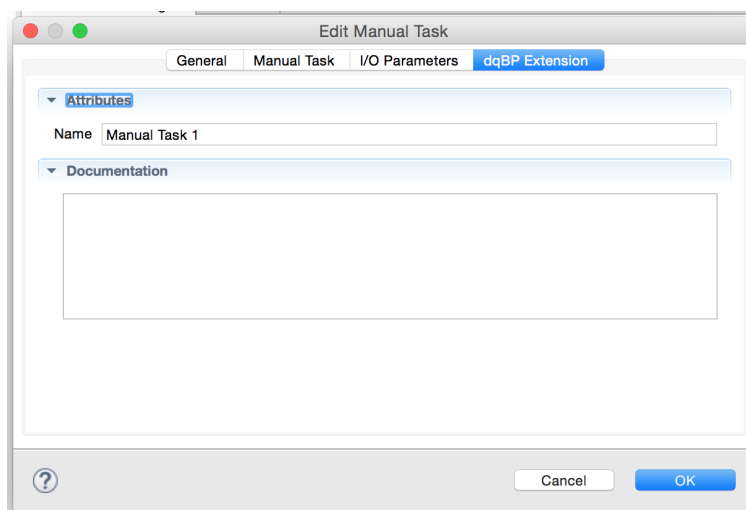 Edit Manual Task
General Manual Task I/O Parameters dqBP Extension
Attributes
Name Manual Task 1
Documentation
?
Cancel OK